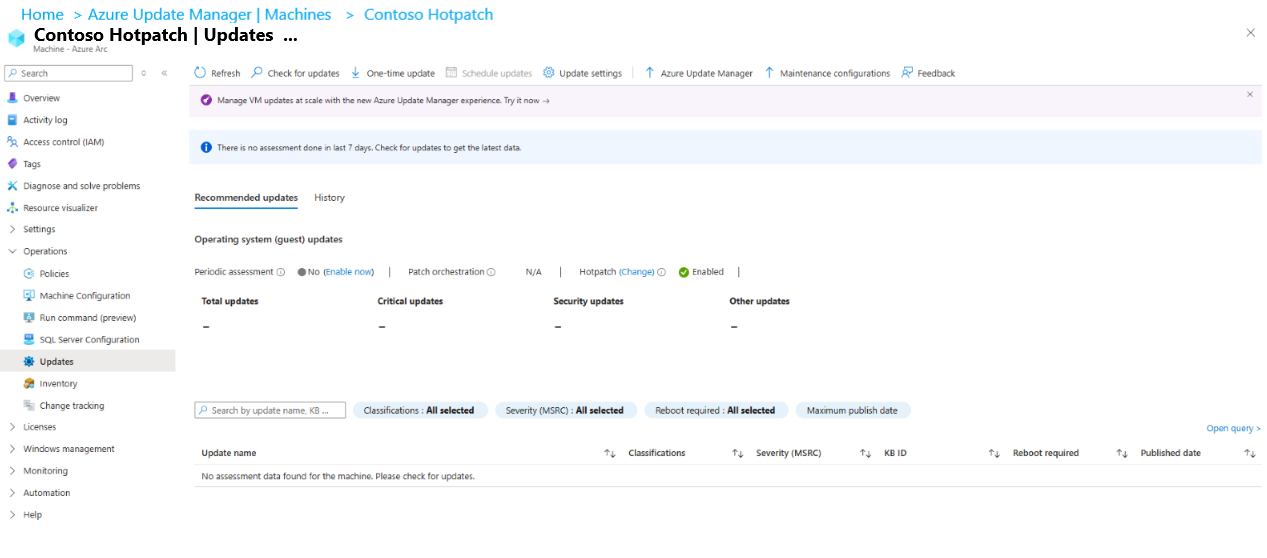 Home > Azure Update Manager | Machines > Contoso Hotpatch
Contoso Hotpatch | Updates ...
Machine - Azure Arc
Search
Refresh Check for updates One-time update Schedule updates Update settings Azure Update Manager Maintenance configurations Feedback
Overview
Activity log
Access control (IAM)
Tags
Diagnose and solve problems
Resource visualizer
Settings
Operations
Policies
Machine Configuration
Run command (preview)
SQL Server Configuration
Updates
Inventory
Change tracking
Licenses
Windows management
Monitoring
Automation
Help
Manage VM updates at scale with the new Azure Update Manager experience. Try it now →
There is no assessment done in last 7 days. Check for updates to get the latest data.
Recommended updates History
Operating system (guest) updates
Periodic assessment No (Enable now) | Patch orchestration N/A | Hotpatch (Change) Enabled |
Total updates Critical updates Security updates Other updates
– – – –
Search by update name, KB ... Classifications : All selected Severity (MSRC) : All selected Reboot required : All selected Maximum publish date
Open query >
Update name Classifications Severity (MSRC) KB ID Reboot required Published date
No assessment data found for the machine. Please check for updates.